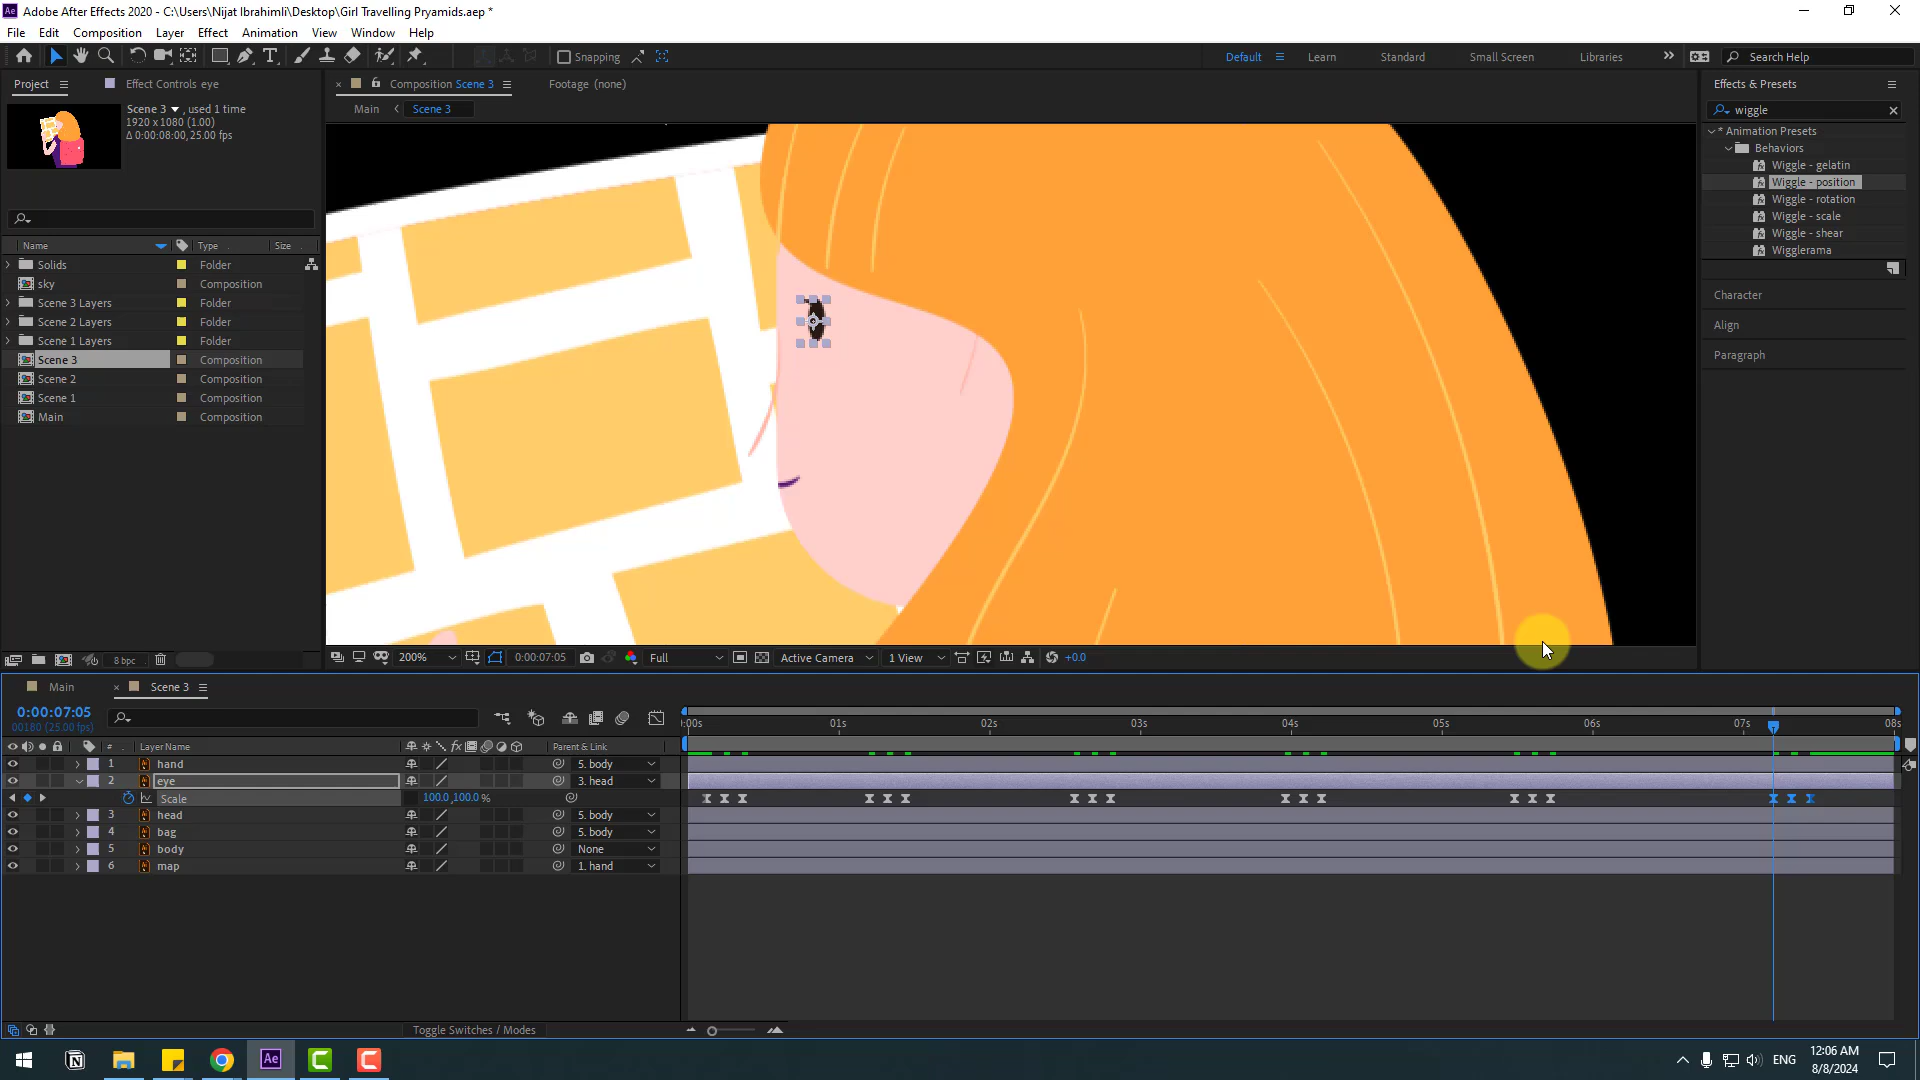 Adobe After Effects 2020 - C:\Users\Nijat Ibrahimli\Desktop\Girl Travelling Pryamids.aep *
File Edit Composition Layer Effect Animation View Window Help
Snapping Default Learn Standard Small Screen Libraries Search Help
Project Effect Controls eye Composition Scene 3 Footage (none) Effects & Presets
Scene 3 , used 1 time
1920 x 1080 (1.00)
Δ 0:00:08:00, 25.00 fps
Main Scene 3
wiggle
* Animation Presets
Behaviors
Wiggle - gelatin
Wiggle - position
Wiggle - rotation
Wiggle - scale
Wiggle - shear
Wigglerama
Character
Align
Paragraph
Name Type Size
Solids Folder
sky Composition
Scene 3 Layers Folder
Scene 2 Layers Folder
Scene 1 Layers Folder
Scene 3 Composition
Scene 2 Composition
Scene 1 Composition
Main Composition
8 bpc
200% 0:00:07:05 Full Active Camera 1 View +0.0
Main Scene 3
0:00:07:05
00180 (25.00 fps)
:00s 01s 02s 03s 04s 05s 06s 07s 08s
# Layer Name Parent & Link
1 hand 5. body
2 eye 3. head
Scale 100.0,100.0 %
3 head 5. body
4 bag 5. body
5 body None
6 map 1. hand
Toggle Switches / Modes
Ae
ENG
12:06 AM
8/8/2024